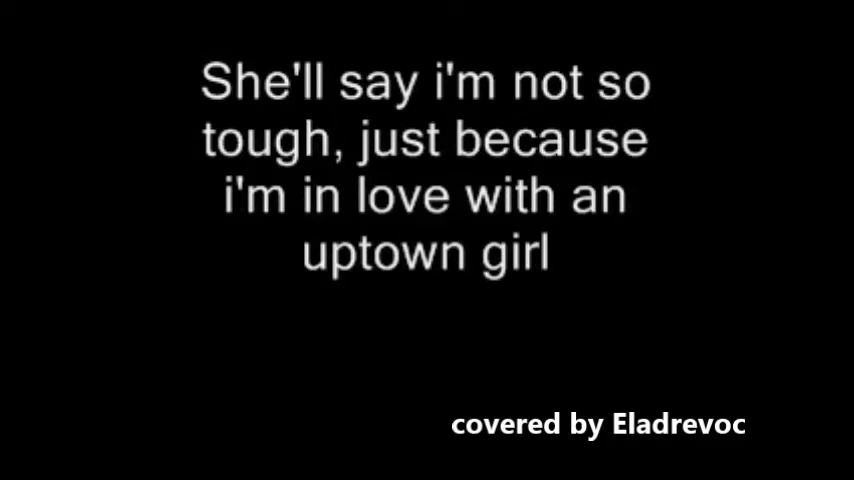 She'll say i'm not so
tough, just because
i'm in love with an
uptown girl
covered by Eladrevoc